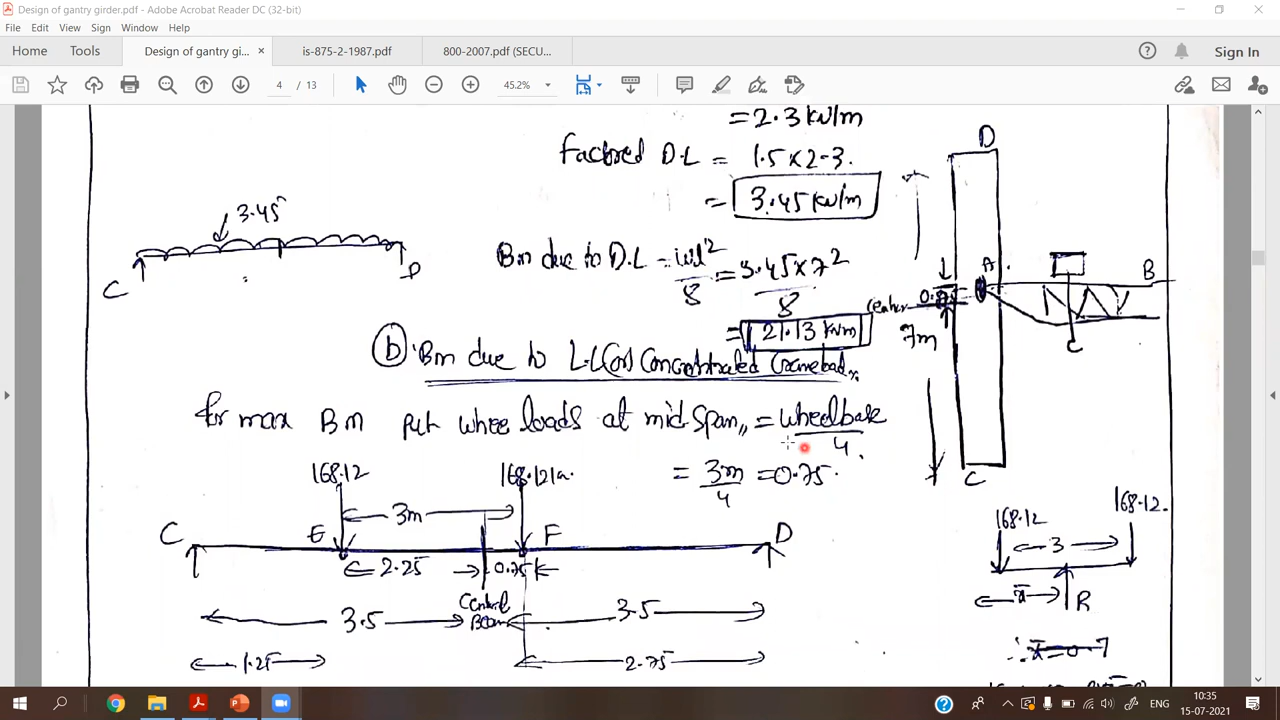 Design of gantry girder.pdf - Adobe Acrobat Reader DC (32-bit)
File Edit View Sign Window Help
Home Tools Design of gantry gi... × is-875-2-1987.pdf 800-2007.pdf (SECU... Sign In
4 / 13 45.2%
= 2.3 kN/m
factored D.L = 1.5 x 2-3.
= 3.45 kN/m
3.45
C D
Bm due to D.L = wl² / 8 = 3.45 x 7² / 8
= 21.13 kNm
D
A B
center
7m
C
C
(b) Bm due to L.L (or) Concentrated Craneload
for max BM put whee loads at mid span,, = wheelbase / 4.
= 3m / 4 = 0.75.
168.12 168.12
C E 3m F D
2.25 0.75
3.5 3.5
1.25 2.75
168.12 168.12.
3
x̄ R
ENG 10:35
15-07-2021